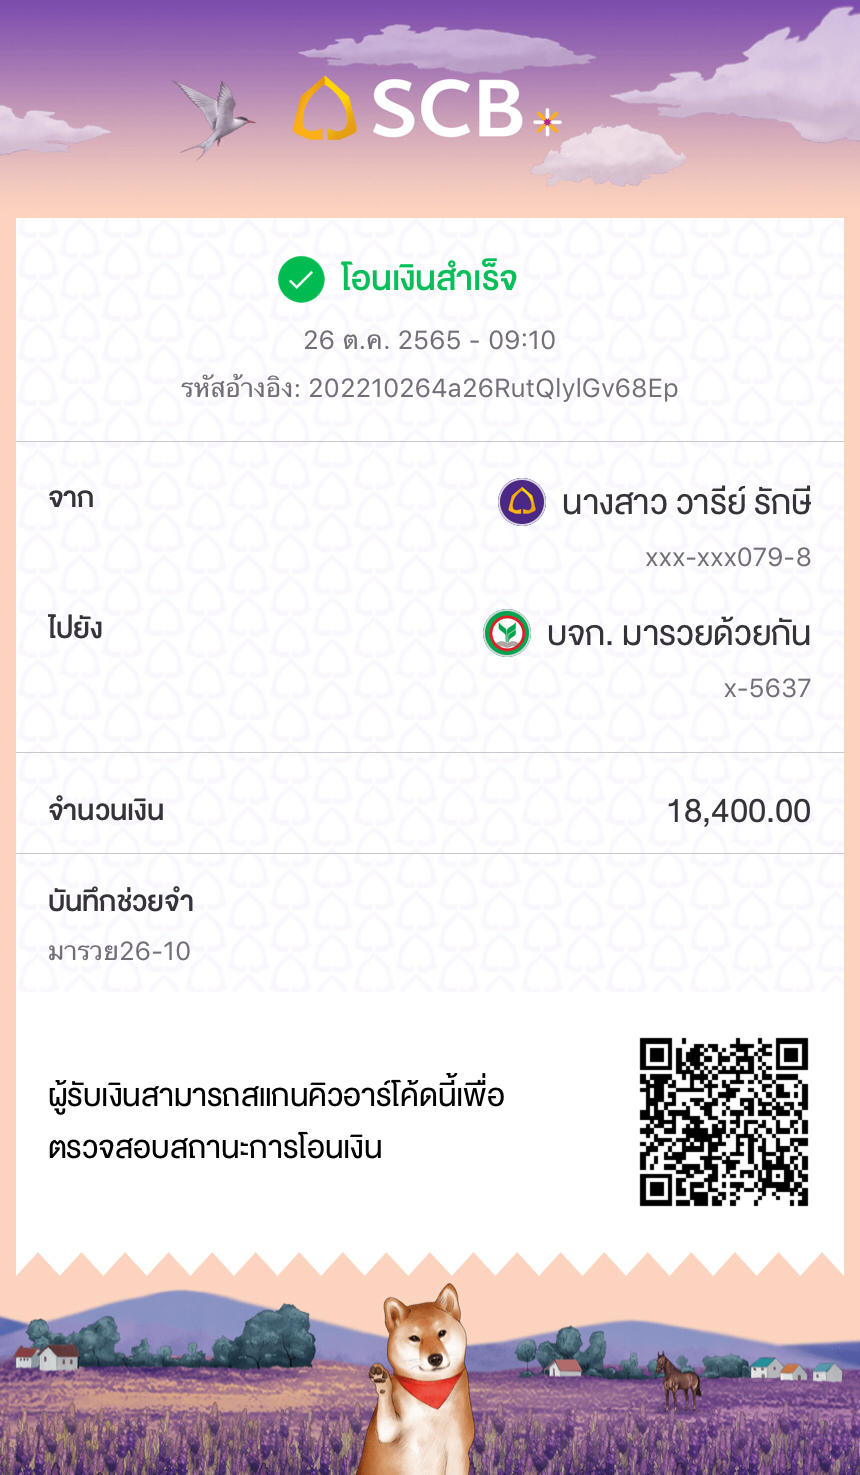 SCB
โอนเงินสำเร็จ
26 ต.ค. 2565 - 09:10
รหัสอ้างอิง: 202210264a26RutQlylGv68Ep
จาก
นางสาว วารีย์ รักษี
xxx-xxx079-8
ไปยัง
บจก. มารวยด้วยกัน
x-5637
จำนวนเงิน
18,400.00
บันทึกช่วยจำ
มารวย26-10
ผู้รับเงินสามารถสแกนคิวอาร์โค้ดนี้เพื่อ
ตรวจสอบสถานะการโอนเงิน